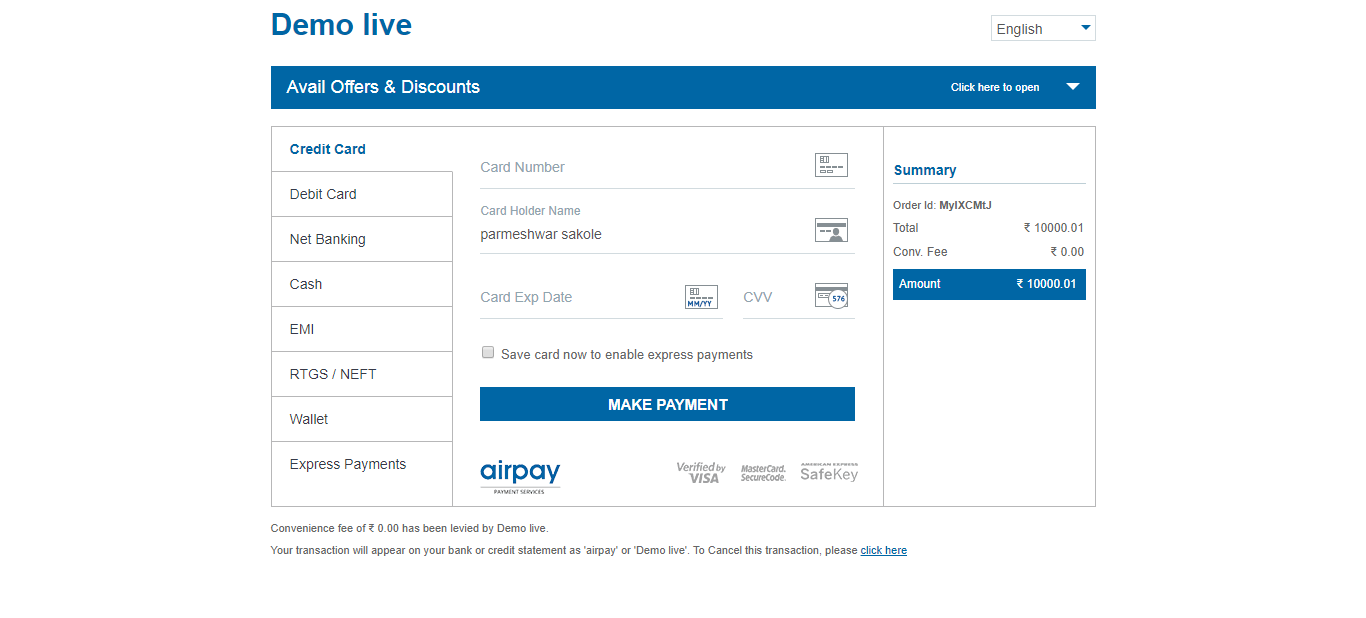 Demo live
English
Avail Offers & Discounts
Click here to open
Credit Card
Debit Card
Net Banking
Cash
EMI
RTGS / NEFT
Wallet
Express Payments
Card Number
Card Holder Name
parmeshwar sakole
Card Exp Date
MM/YY
CVV
576
Save card now to enable express payments
MAKE PAYMENT
airpay
PAYMENT SERVICES
Verified by
VISA
MasterCard.
SecureCode.
AMERICAN EXPRESS
SafeKey
Summary
Order Id: MylXCMtJ
Total ₹ 10000.01
Conv. Fee ₹ 0.00
Amount ₹ 10000.01
Convenience fee of ₹ 0.00 has been levied by Demo live.
Your transaction will appear on your bank or credit statement as 'airpay' or 'Demo live'. To Cancel this transaction, please click here